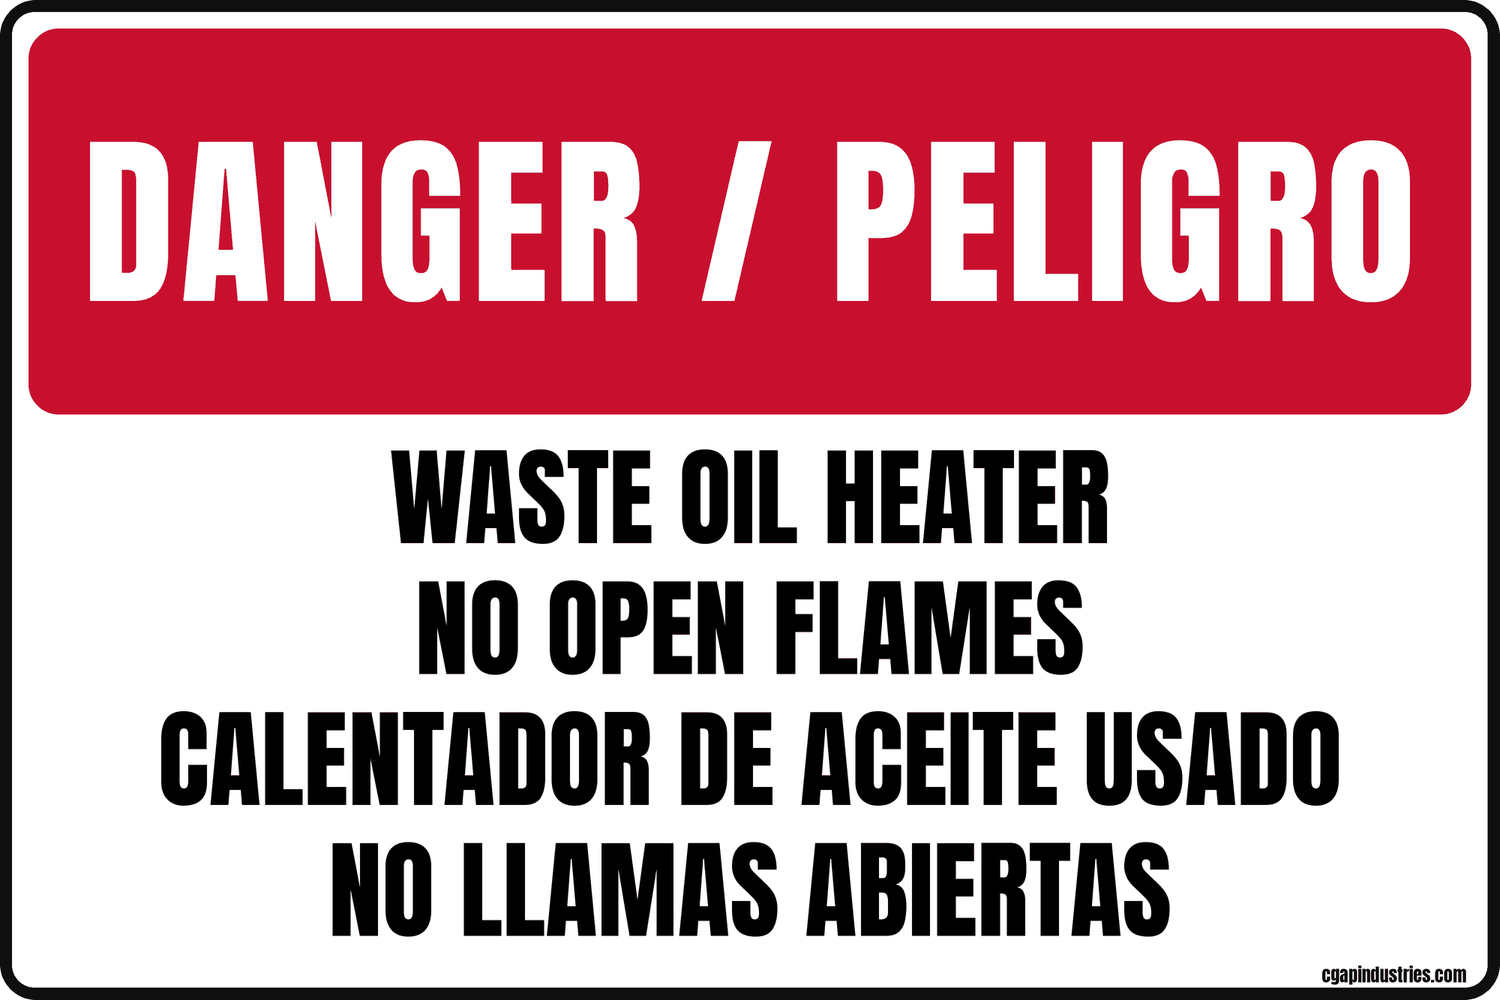 DANGER / PELIGRO
WASTE OIL HEATER
NO OPEN FLAMES
CALENTADOR DE ACEITE USADO
NO LLAMAS ABIERTAS
cgapindustries.com